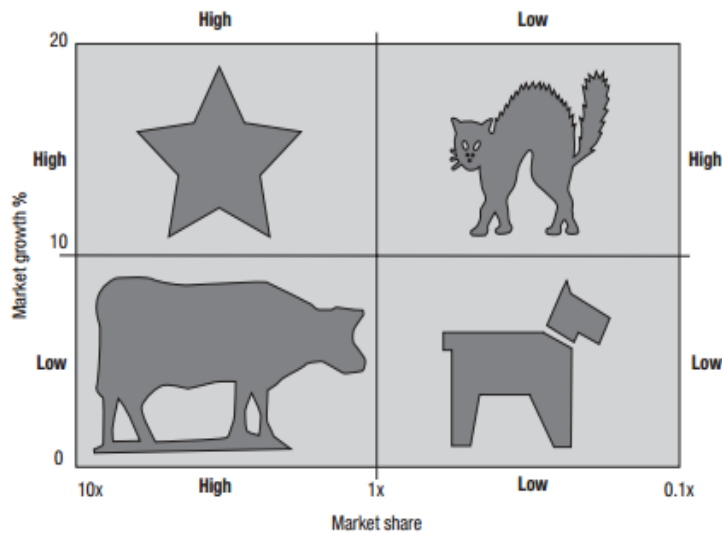 High Low
20
High High
Market growth %
10
Low Low
0
10x High 1x Low 0.1x
Market share